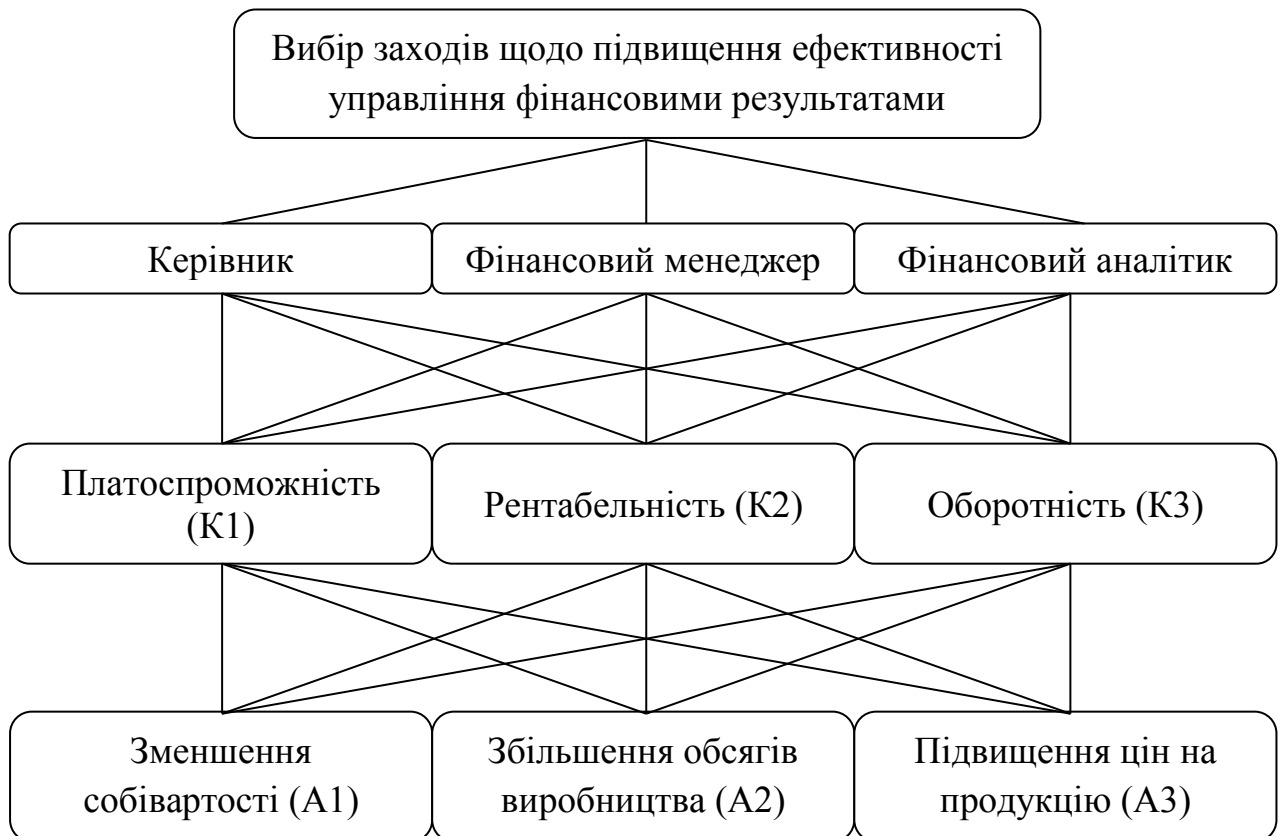 Вибір заходів щодо підвищення ефективності
управління фінансовими результатами
Керівник
Фінансовий менеджер
Фінансовий аналітик
Платоспроможність
(К1)
Рентабельність (К2)
Оборотність (К3)
Зменшення
собівартості (А1)
Збільшення обсягів
виробництва (А2)
Підвищення цін на
продукцію (А3)